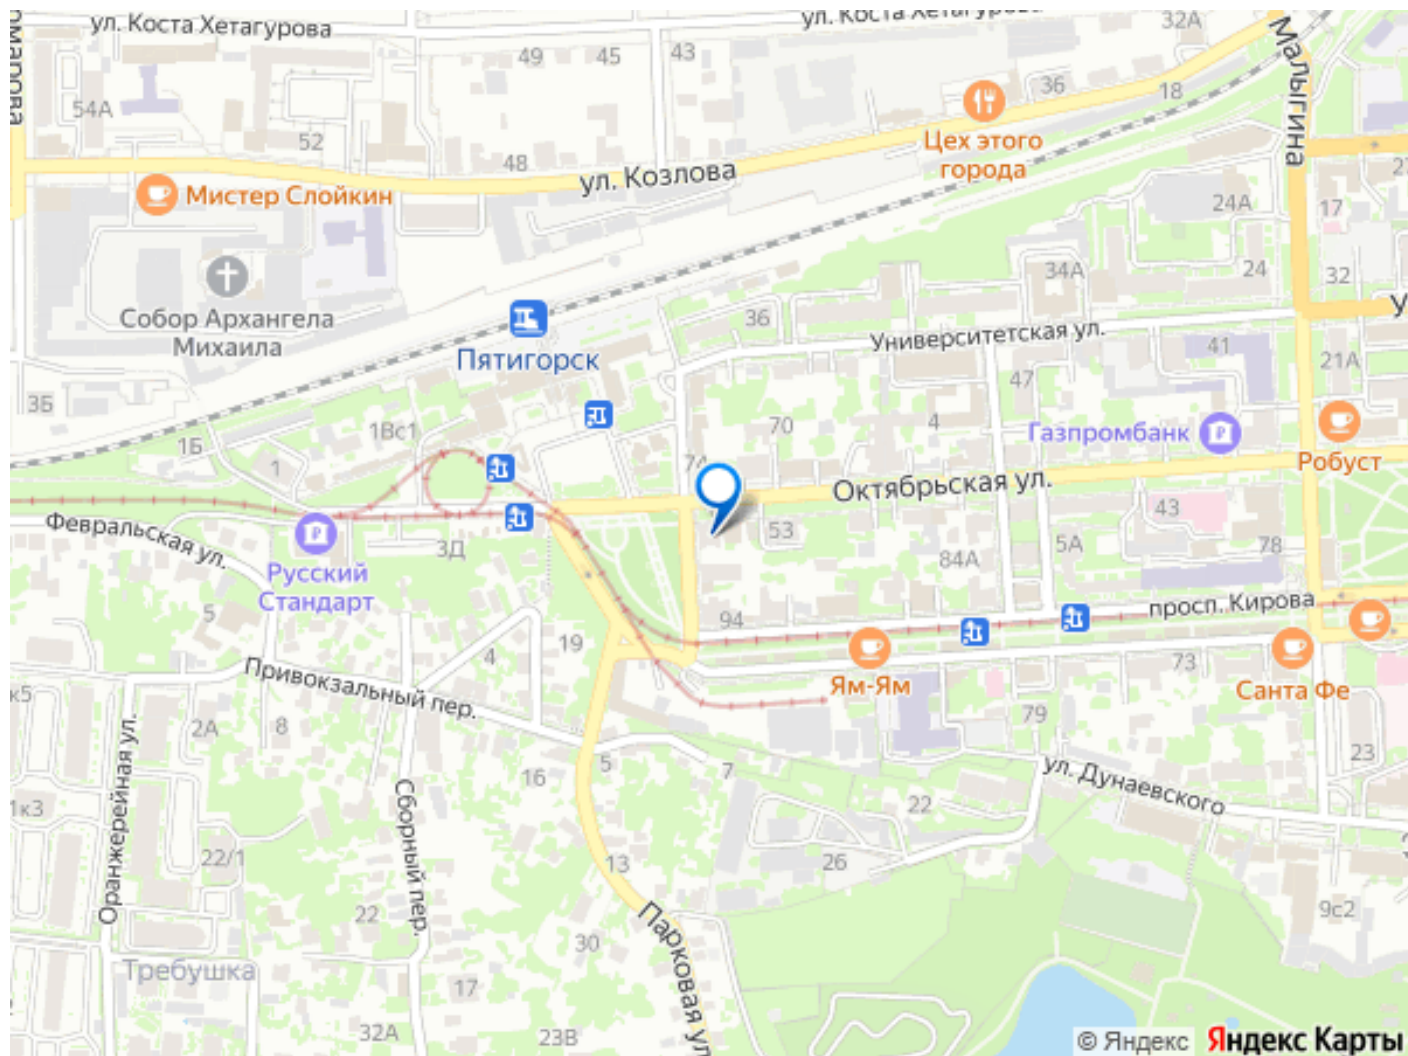 ул. Коста Хетагурова
ул. Коста Хетагурова
32А
49
45
43
36
18
54А
52
48
Цех этого
города
Малыгина
ул. Козлова
Мистер Слойкин
24А
17
34А
24
32
Собор Архангела
Михаила
36
Университетская ул.
Пятигорск
41
21А
3Б
47
1Вс1
1Б
1
70
4
Газпромбанк
Робуст
Октябрьская ул.
43
Февральская ул.
3Д
53
84А
5А
78
Русский
Стандарт
5
94
просп. Кирова
19
4
Ям-Ям
73
Санта Фе
Привокзальный пер.
к5
2А
8
79
23
16
5
7
ул. Дунаевского
1к3
Оранжерейная ул.
Сборный пер.
22
22/1
13
26
22
9с2
Парковая ул.
30
Требушка
17
32А
23В
© Яндекс Яндекс Карты